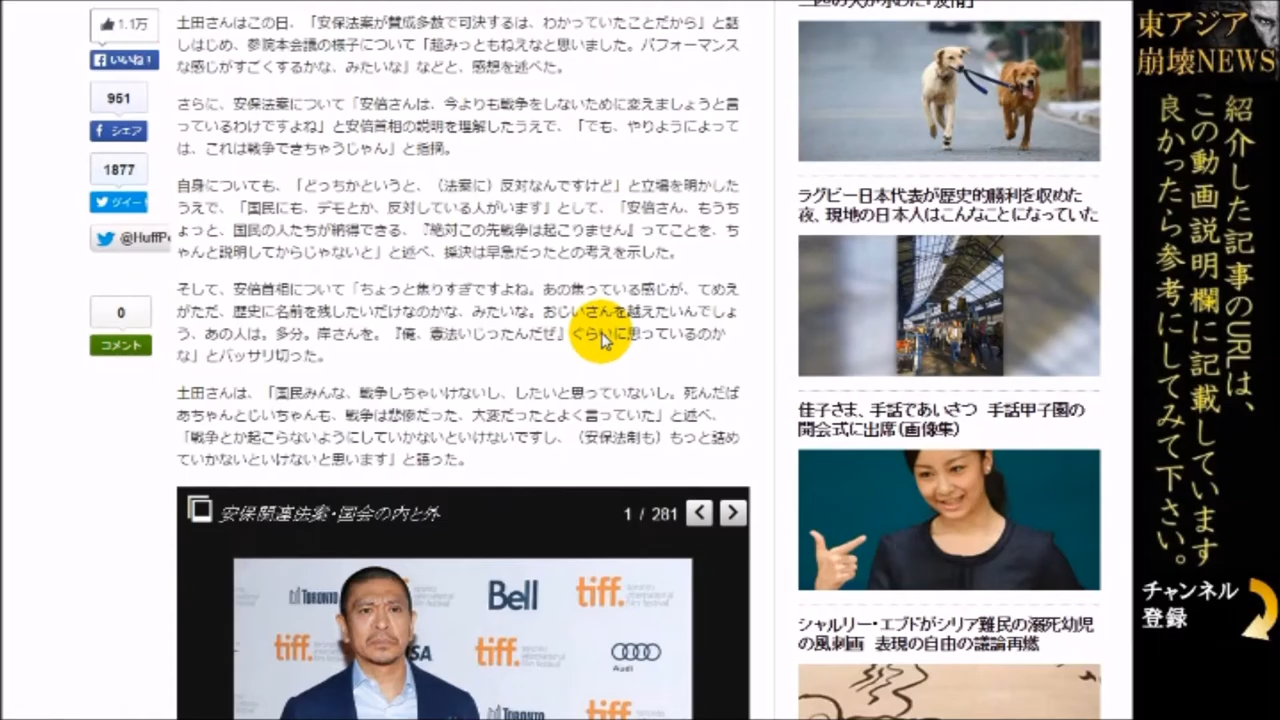 1.1万
いいね！
951
シェア
1877
ツイート
@HuffP
0
コメント
土田さんはこの日、「安保法案が賛成多数で可決するは、わかっていたことだから」と話
しはじめ、参院本会議の様子について「超みっともねえなと思いました。パフォーマンス
な感じがすごくするかな、みたいな」などと、感想を述べた。
さらに、安保法案について「安倍さんは、今よりも戦争をしないために変えましょうと言
っているわけですよね」と安倍首相の説明を理解したうえで、「でも、やりようによって
は、これは戦争できちゃうじゃん」と指摘。
自身についても、「どっちかというと、（法案に）反対なんですけど」と立場を明かした
うえで、「国民にも、デモとか、反対している人がいます」として、「安倍さん、もうち
ょっと、国民の人たちが納得できる、『絶対この先戦争は起こりません』ってことを、ち
ゃんと説明してからじゃないと」と述べ、採決は早急だったとの考えを示した。
そして、安倍首相について「ちょっと焦りすぎですよね。あの焦っている感じが、てめえ
がただ、歴史に名前を残したいだけなのかな、みたいな。おじいさんを越えたいんでしょ
う、あの人は。多分。岸さんを。『俺、憲法いじったんだぜ』ぐらいに思っているのか
な」とバッサリ切った。
土田さんは、「国民みんな、戦争しちゃいけないし、したいと思っていないし。死んだば
あちゃんとじいちゃんも、戦争は悲惨だった、大変だったとよく言っていた」と述べ、
「戦争とか起こらないようにしていかないといけないですし、（安保法制も）もっと詰め
ていかないといけないと思います」と語った。
安保関連法案・国会の内と外
1 / 281
TORONTO
Bell
tiff.
tiff.
VISA
tiff.
Audi
TORONTO
tiff.
ラグビー日本代表が歴史的勝利を収めた
夜、現地の日本人はこんなことになっていた
佳子さま、手話であいさつ 手話甲子園の
開会式に出席（画像集）
シャルリー・エブドがシリア難民の溺死幼児
の風刺画 表現の自由の議論再燃
東アジア
崩壊NEWS
紹介した記事のURLは、
この動画説明欄に記載しています
良かったら参考にしてみて下さい。
チャンネル
登録